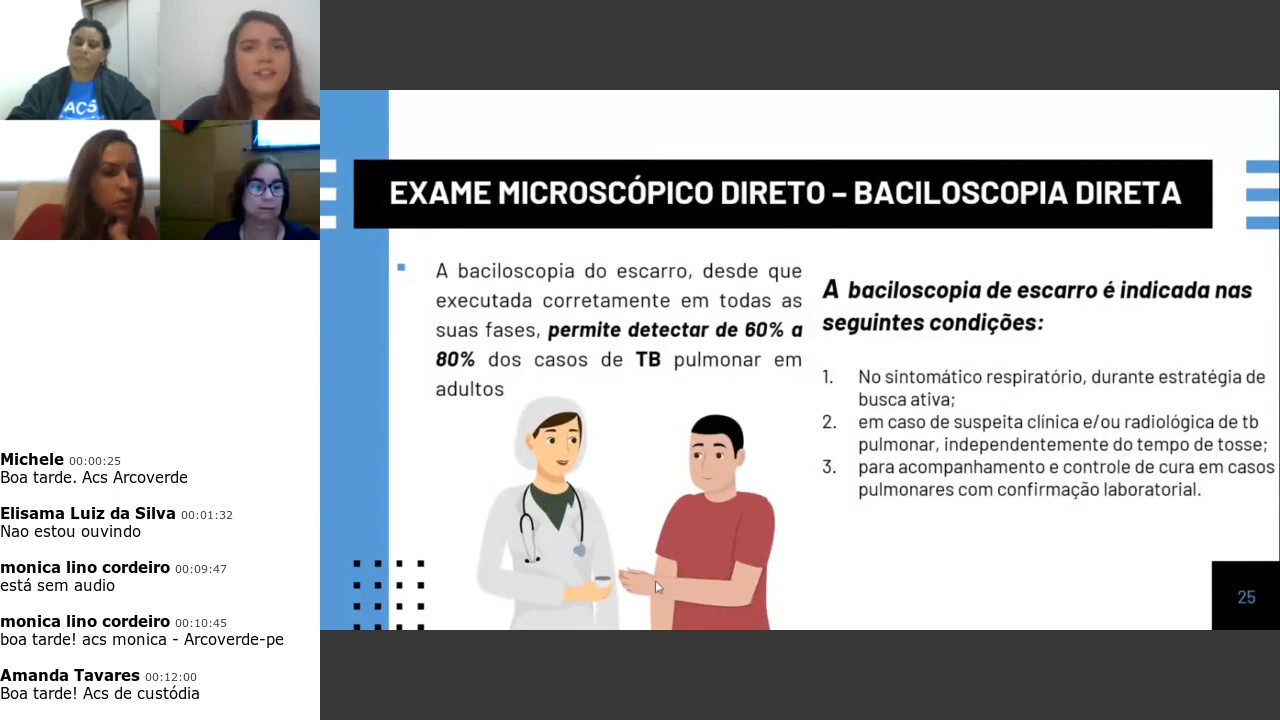 ACS
EXAME MICROSCÓPICO DIRETO – BACILOSCOPIA DIRETA
A baciloscopia do escarro, desde que
executada corretamente em todas as
suas fases, permite detectar de 60% a
80% dos casos de TB pulmonar em
adultos
A baciloscopia de escarro é indicada nas
seguintes condições:
1. No sintomático respiratório, durante estratégia de
busca ativa;
2. em caso de suspeita clínica e/ou radiológica de tb
pulmonar, independentemente do tempo de tosse;
3. para acompanhamento e controle de cura em casos
pulmonares com confirmação laboratorial.
25
Michele 00:00:25
Boa tarde. Acs Arcoverde
Elisama Luiz da Silva 00:01:32
Nao estou ouvindo
monica lino cordeiro 00:09:47
está sem audio
monica lino cordeiro 00:10:45
boa tarde! acs monica - Arcoverde-pe
Amanda Tavares 00:12:00
Boa tarde! Acs de custódia